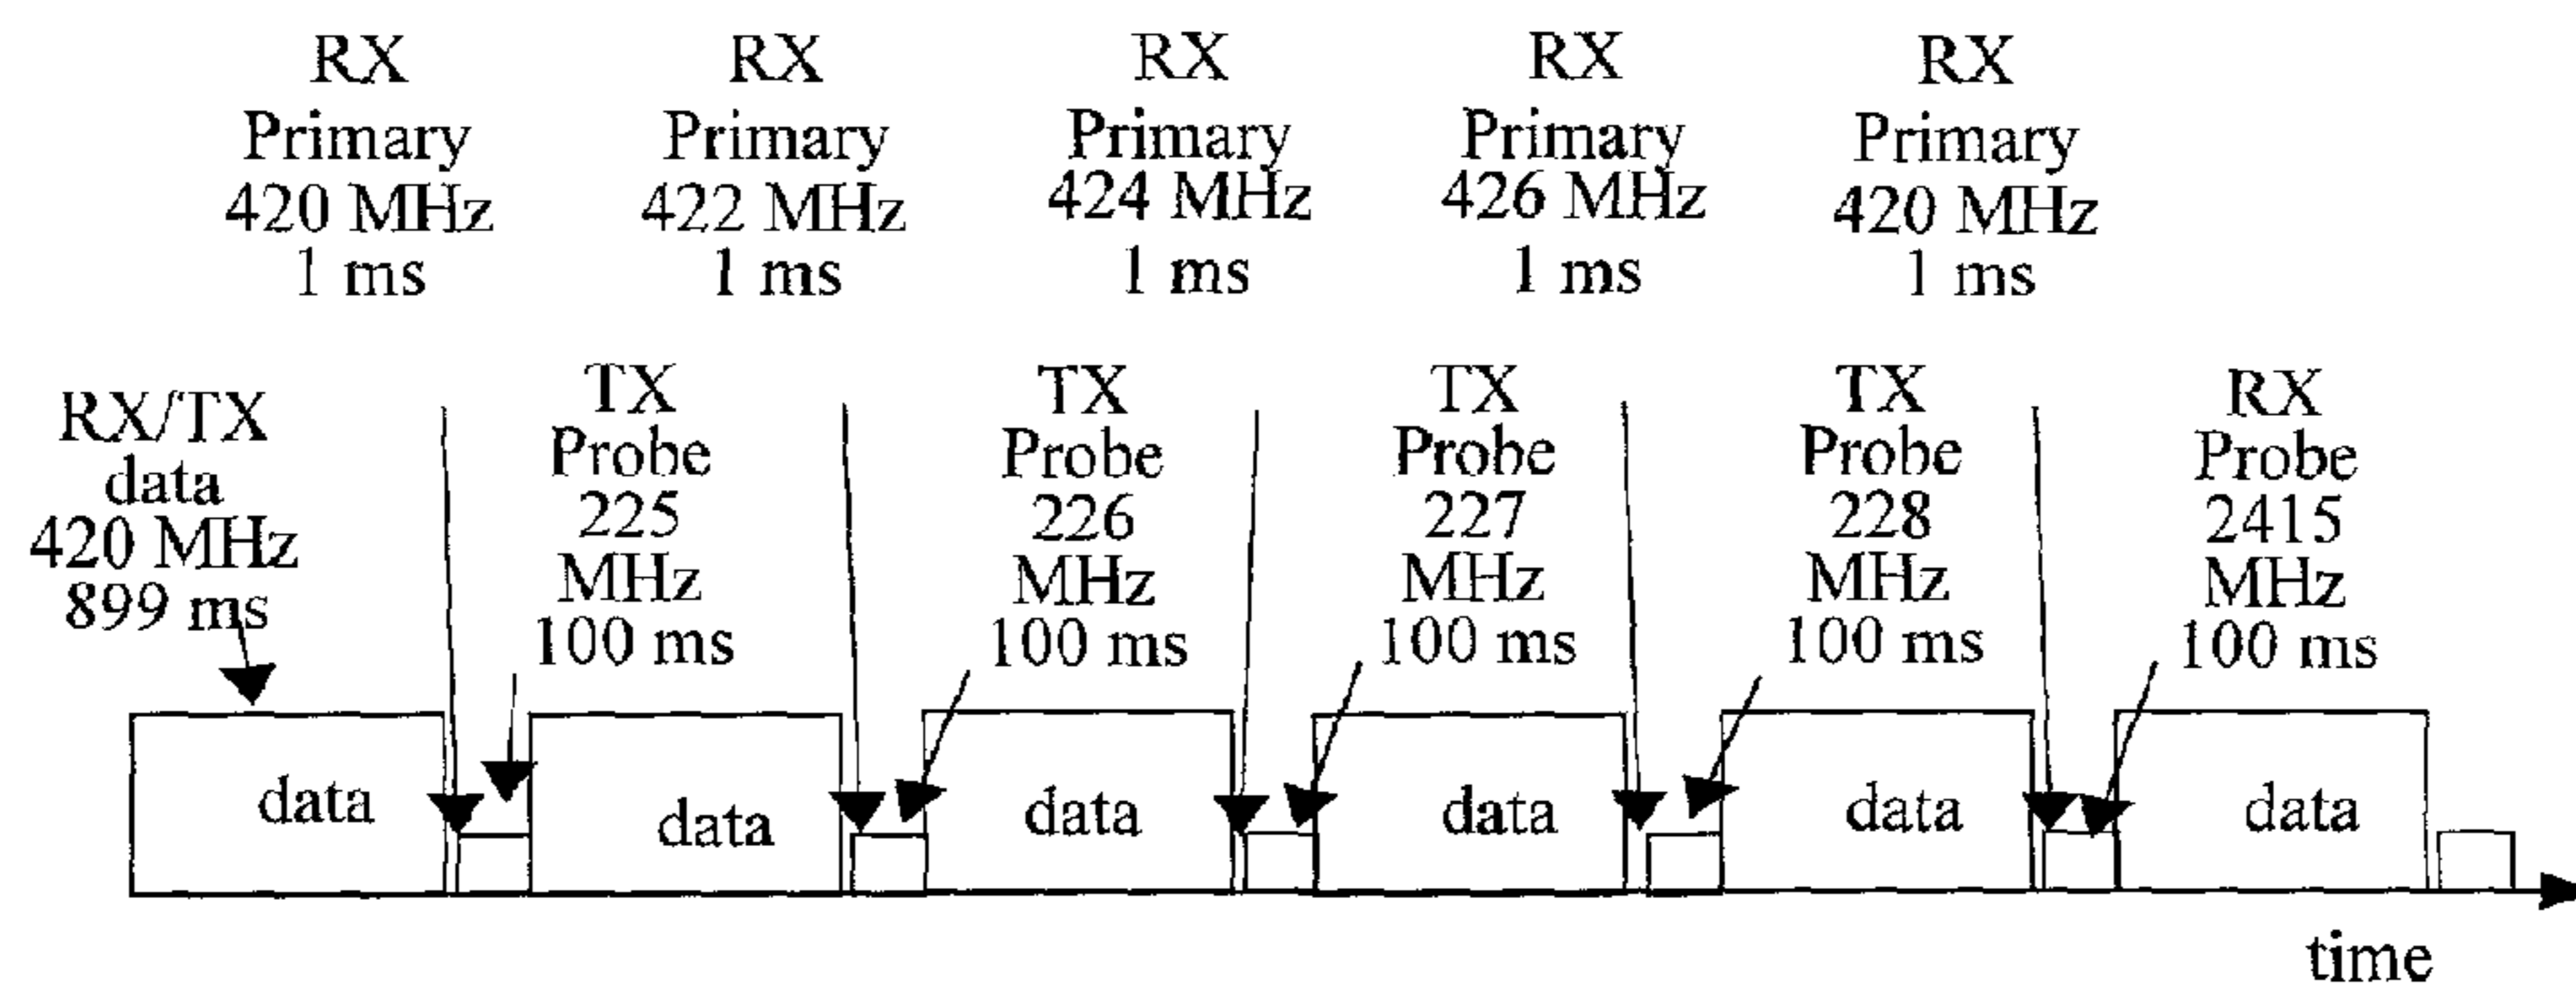 RX
Primary
420 MHz
1 ms
RX
Primary
422 MHz
1 ms
RX
Primary
424 MHz
1 ms
RX
Primary
426 MHz
1 ms
RX
Primary
420 MHz
1 ms
RX/TX
data
420 MHz
899 ms
TX
Probe
225
MHz
100 ms
TX
Probe
226
MHz
100 ms
TX
Probe
227
MHz
100 ms
TX
Probe
228
MHz
100 ms
RX
Probe
2415
MHz
100 ms
data
data
data
data
data
data
time